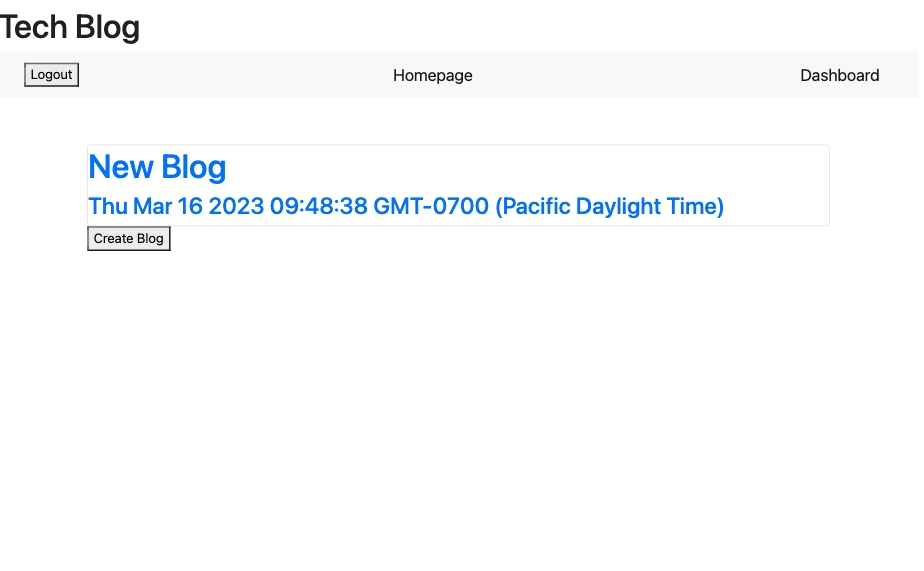 Tech Blog
Logout Homepage Dashboard
New Blog
Thu Mar 16 2023 09:48:38 GMT-0700 (Pacific Daylight Time)
Create Blog